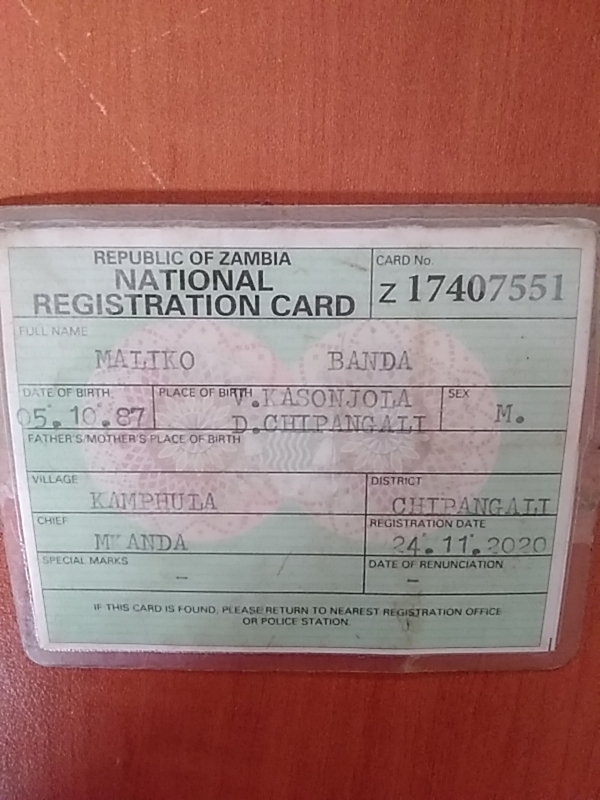 REPUBLIC OF ZAMBIA
NATIONAL
REGISTRATION CARD
CARD No.
Z 17407551
FULL NAME
MALIKO BANDA
DATE OF BIRTH
05.10.87
PLACE OF BIRTH
V.KASONJOLA
D.CHIPANGALI
SEX
M.
FATHER'S/MOTHER'S PLACE OF BIRTH
VILLAGE
KAMPHULA
DISTRICT
CHIPANGALI
CHIEF
MKANDA
REGISTRATION DATE
24.11.2020
SPECIAL MARKS
–
DATE OF RENUNCIATION
–
IF THIS CARD IS FOUND, PLEASE RETURN TO NEAREST REGISTRATION OFFICE
OR POLICE STATION.